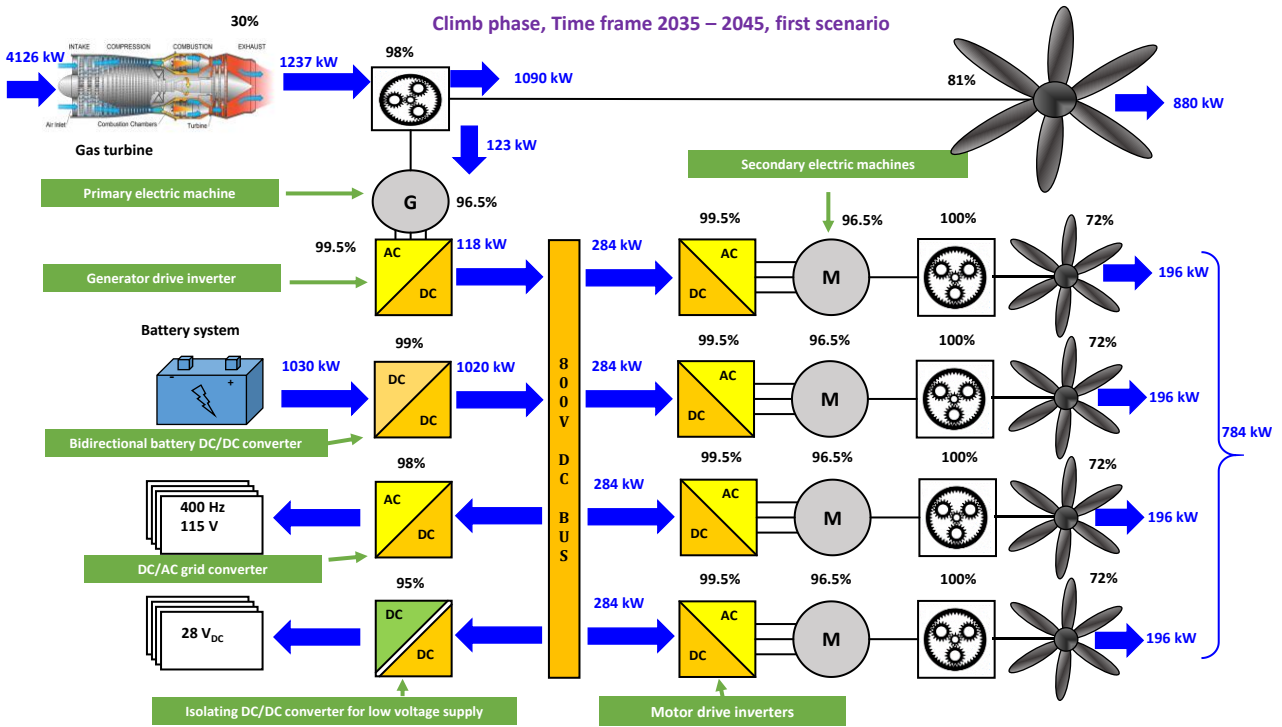 Climb phase, Time frame 2035 – 2045, first scenario
30%
4126 kW
INTAKE COMPRESSION COMBUSTION EXHAUST
Air Inlet Combustion Chambers Turbine
Gas turbine
1237 kW
98%
1090 kW
81%
880 kW
123 kW
Primary electric machine
G
96.5%
Secondary electric machines
99.5%
AC
DC
118 kW
Generator drive inverter
284 kW
99.5%
AC
DC
96.5%
M
100%
72%
196 kW
Battery system
- +
1030 kW
99%
DC
DC
1020 kW
Bidirectional battery DC/DC converter
800V DC BUS
284 kW
99.5%
AC
DC
96.5%
M
100%
72%
196 kW
784 kW
400 Hz
115 V
98%
AC
DC
DC/AC grid converter
284 kW
99.5%
AC
DC
96.5%
M
100%
72%
196 kW
28 VDC
95%
DC
DC
Isolating DC/DC converter for low voltage supply
284 kW
99.5%
AC
DC
96.5%
M
100%
72%
196 kW
Motor drive inverters